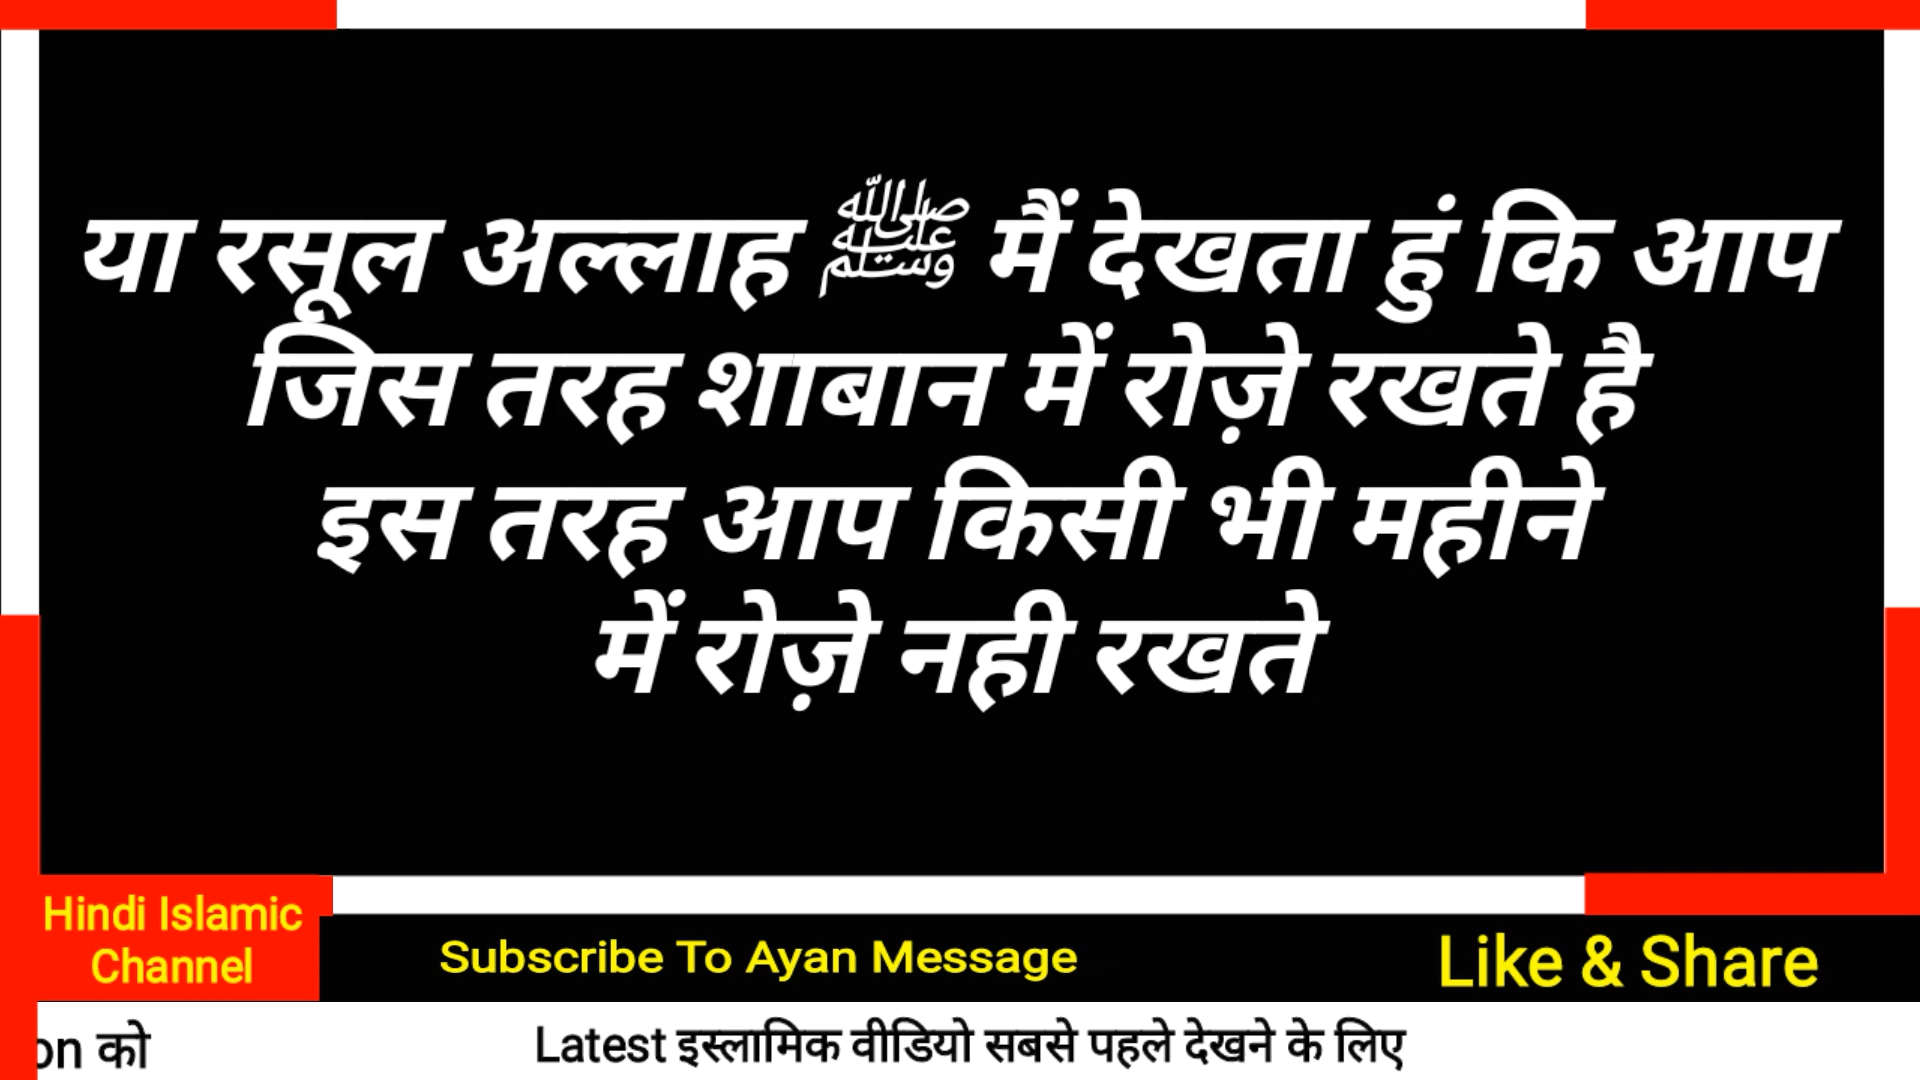 या रसूल अल्लाह ﷺ मैं देखता हुं कि आप
जिस तरह शाबान में रोज़े रखते है
इस तरह आप किसी भी महीने
में रोज़े नही रखते
Hindi Islamic
Channel
Subscribe To Ayan Message
Like & Share
on को
Latest इस्लामिक वीडियो सबसे पहले देखने के लिए